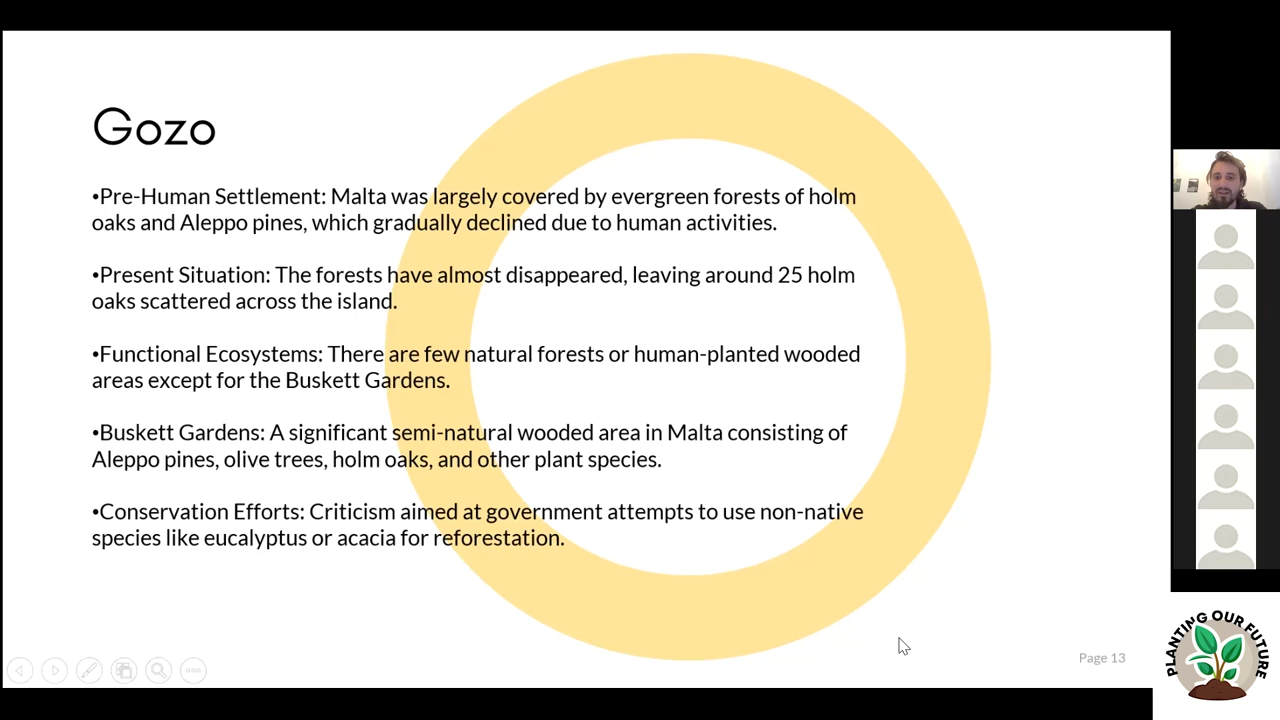 Gozo
•Pre-Human Settlement: Malta was largely covered by evergreen forests of holm
oaks and Aleppo pines, which gradually declined due to human activities.
•Present Situation: The forests have almost disappeared, leaving around 25 holm
oaks scattered across the island.
•Functional Ecosystems: There are few natural forests or human-planted wooded
areas except for the Buskett Gardens.
•Buskett Gardens: A significant semi-natural wooded area in Malta consisting of
Aleppo pines, olive trees, holm oaks, and other plant species.
•Conservation Efforts: Criticism aimed at government attempts to use non-native
species like eucalyptus or acacia for reforestation.
Page 13
PLANTING OUR FUTURE